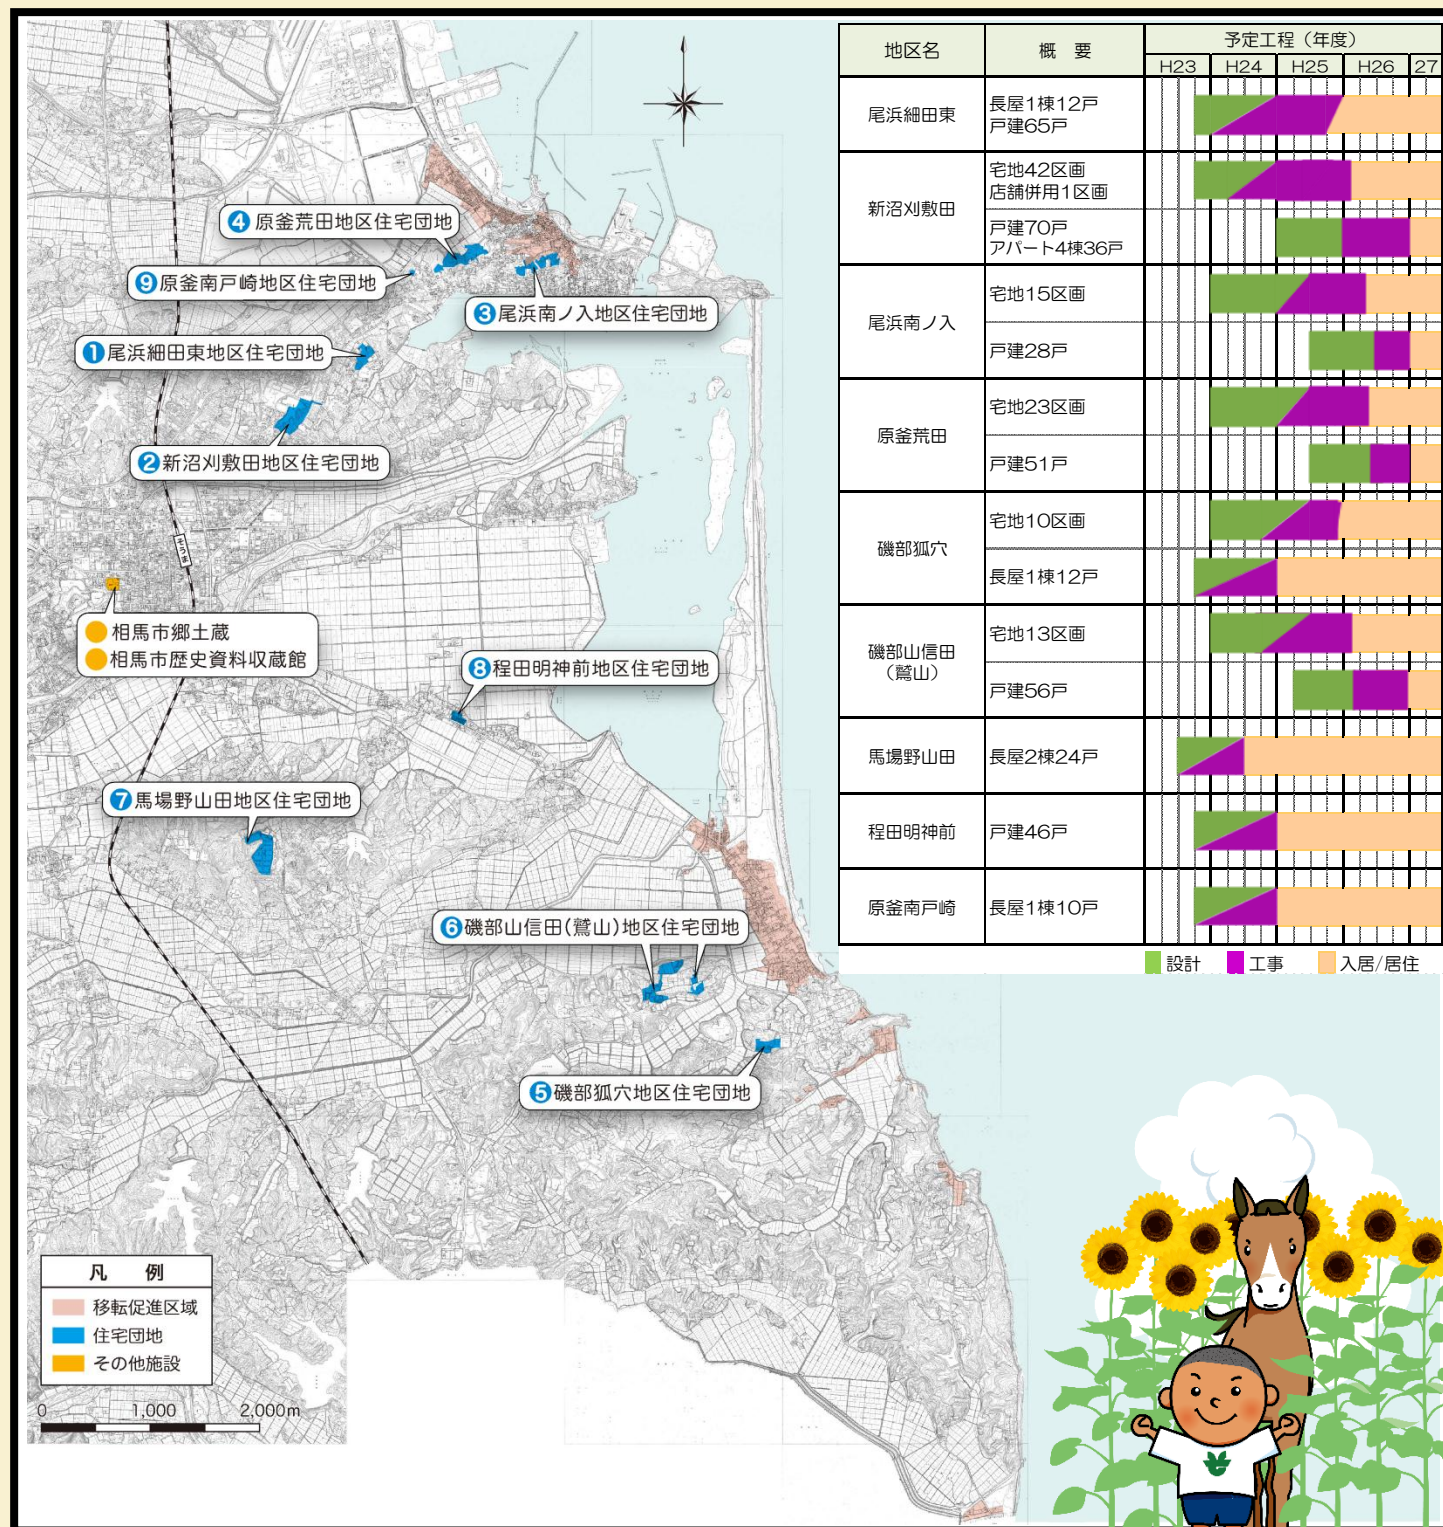 ❹原釜荒田地区住宅団地
❾原釜南戸崎地区住宅団地
❸尾浜南ノ入地区住宅団地
❶尾浜細田東地区住宅団地
❷新沼刈敷田地区住宅団地
そうま
相馬市郷土蔵
相馬市歴史資料収蔵館
❽程田明神前地区住宅団地
❼馬場野山田地区住宅団地
❻磯部山信田(鷲山)地区住宅団地
❺磯部狐穴地区住宅団地
凡 例
移転促進区域
住宅団地
その他施設
0 1,000 2,000m
地区名 概 要 予定工程（年度）
H23 H24 H25 H26 27
尾浜細田東 長屋1棟12戸
戸建65戸
新沼刈敷田 宅地42区画
店舗併用1区画
戸建70戸
アパート4棟36戸
尾浜南ノ入 宅地15区画
戸建28戸
原釜荒田 宅地23区画
戸建51戸
磯部狐穴 宅地10区画
長屋1棟12戸
磯部山信田 宅地13区画
（鷲山）
戸建56戸
馬場野山田 長屋2棟24戸
程田明神前 戸建46戸
原釜南戸崎 長屋1棟10戸
設計 工事 入居/居住